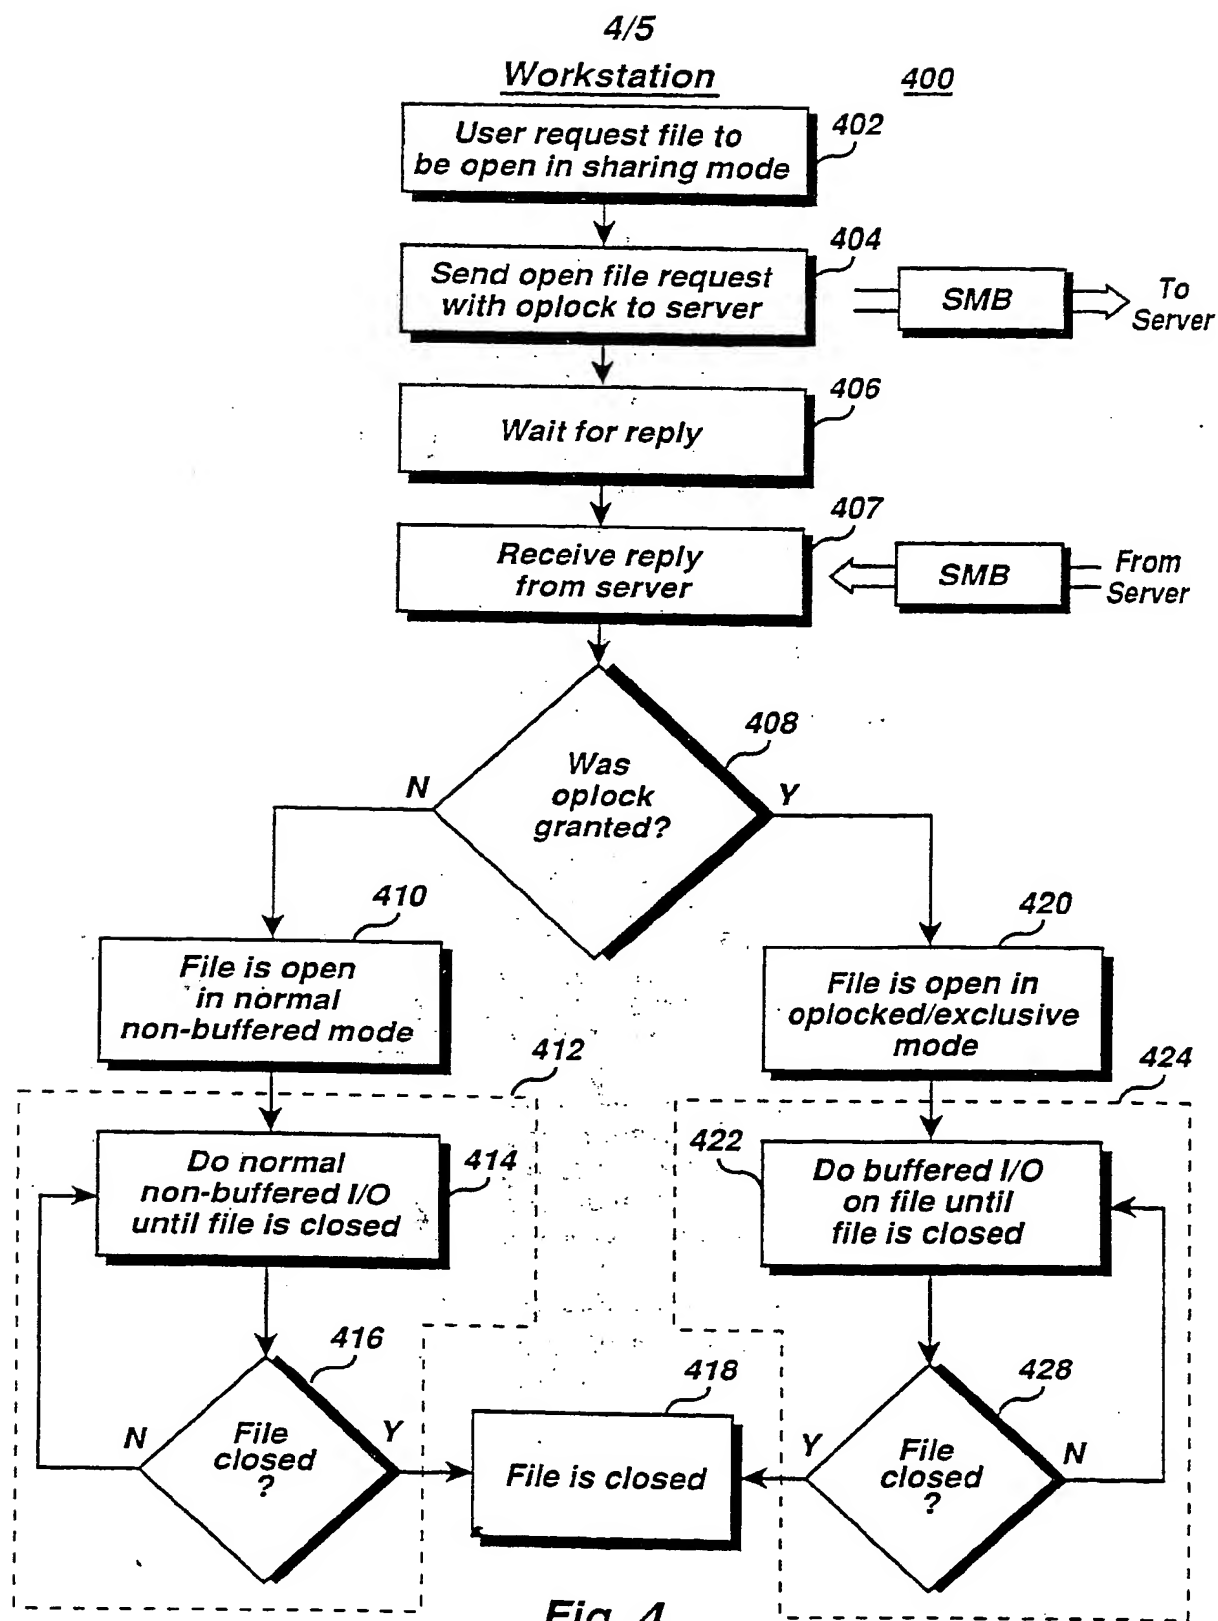 4/5
Workstation
400
User request file to
be open in sharing mode
402
Send open file request
with oplock to server
404
SMB
To
Server
Wait for reply
406
Receive reply
from server
407
SMB
From
Server
Was
oplock
granted?
408
N
Y
410
File is open
in normal
non-buffered mode
420
File is open in
oplocked/exclusive
mode
412
424
Do normal
non-buffered I/O
until file is closed
414
422
Do buffered I/O
on file until
file is closed
416
File
closed
?
N
Y
418
File is closed
428
File
closed
?
Y
N
Fig. 4